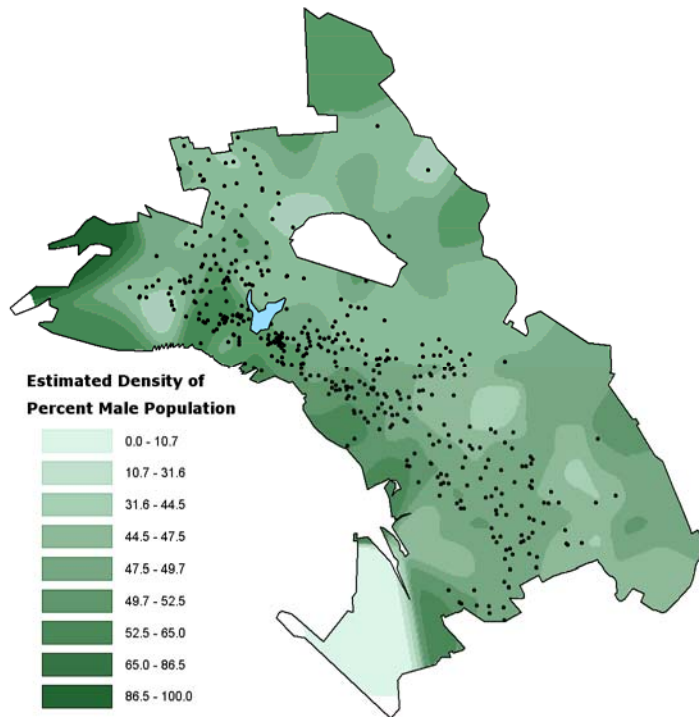 Estimated Density of
Percent Male Population
0.0 - 10.7
10.7 - 31.6
31.6 - 44.5
44.5 - 47.5
47.5 - 49.7
49.7 - 52.5
52.5 - 65.0
65.0 - 86.5
86.5 - 100.0